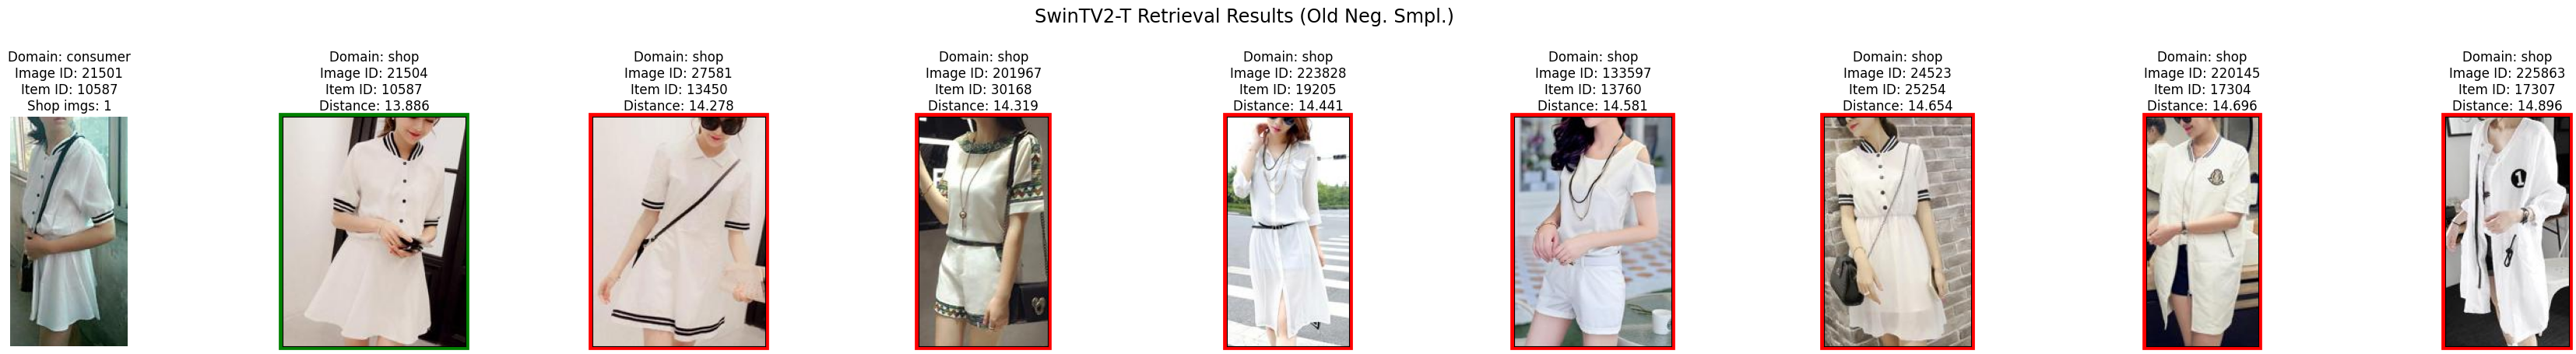 SwinTV2-T Retrieval Results (Old Neg. Smpl.)
Domain: consumer
Image ID: 21501
Item ID: 10587
Shop imgs: 1
Domain: shop
Image ID: 21504
Item ID: 10587
Distance: 13.886
Domain: shop
Image ID: 27581
Item ID: 13450
Distance: 14.278
Domain: shop
Image ID: 201967
Item ID: 30168
Distance: 14.319
Domain: shop
Image ID: 223828
Item ID: 19205
Distance: 14.441
Domain: shop
Image ID: 133597
Item ID: 13760
Distance: 14.581
Domain: shop
Image ID: 24523
Item ID: 25254
Distance: 14.654
Domain: shop
Image ID: 220145
Item ID: 17304
Distance: 14.696
Domain: shop
Image ID: 225863
Item ID: 17307
Distance: 14.896
1